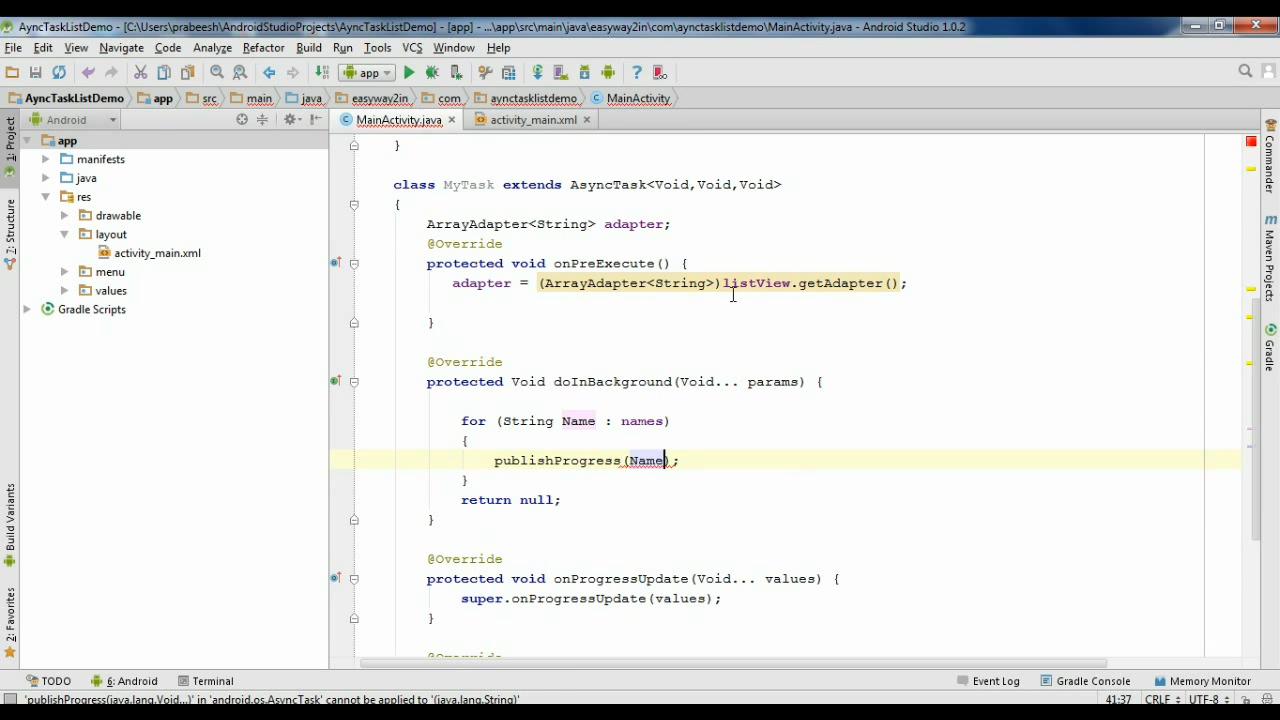 AyncTaskListDemo - [C:\Users\prabeesh\AndroidStudioProjects\AyncTaskListDemo] - [app] - ...\app\src\main\java\easyway2in\com\aynctasklistdemo\MainActivity.java - Android Studio 1.0.2
File Edit View Navigate Code Analyze Refactor Build Run Tools VCS Window Help
app
AyncTaskListDemo app src main java easyway2in com aynctasklistdemo MainActivity
Android
MainActivity.java activity_main.xml
1: Project
Structure
Build Variants
2: Favorites
app
manifests
java
res
drawable
layout
activity_main.xml
menu
values
Gradle Scripts
}
class MyTask extends AsyncTask<Void,Void,Void>
{
ArrayAdapter<String> adapter;
@Override
protected void onPreExecute() {
adapter = (ArrayAdapter<String>)listView.getAdapter();
}
@Override
protected Void doInBackground(Void... params) {
for (String Name : names)
{
publishProgress(Name);
}
return null;
}
@Override
protected void onProgressUpdate(Void... values) {
super.onProgressUpdate(values);
}
@Override
Commander
Maven Projects
Gradle
TODO 6: Android Terminal Event Log Gradle Console Memory Monitor
'publishProgress(java.lang.Void...)' in 'android.os.AsyncTask' cannot be applied to '(java.lang.String)' 41:37 CRLF UTF-8